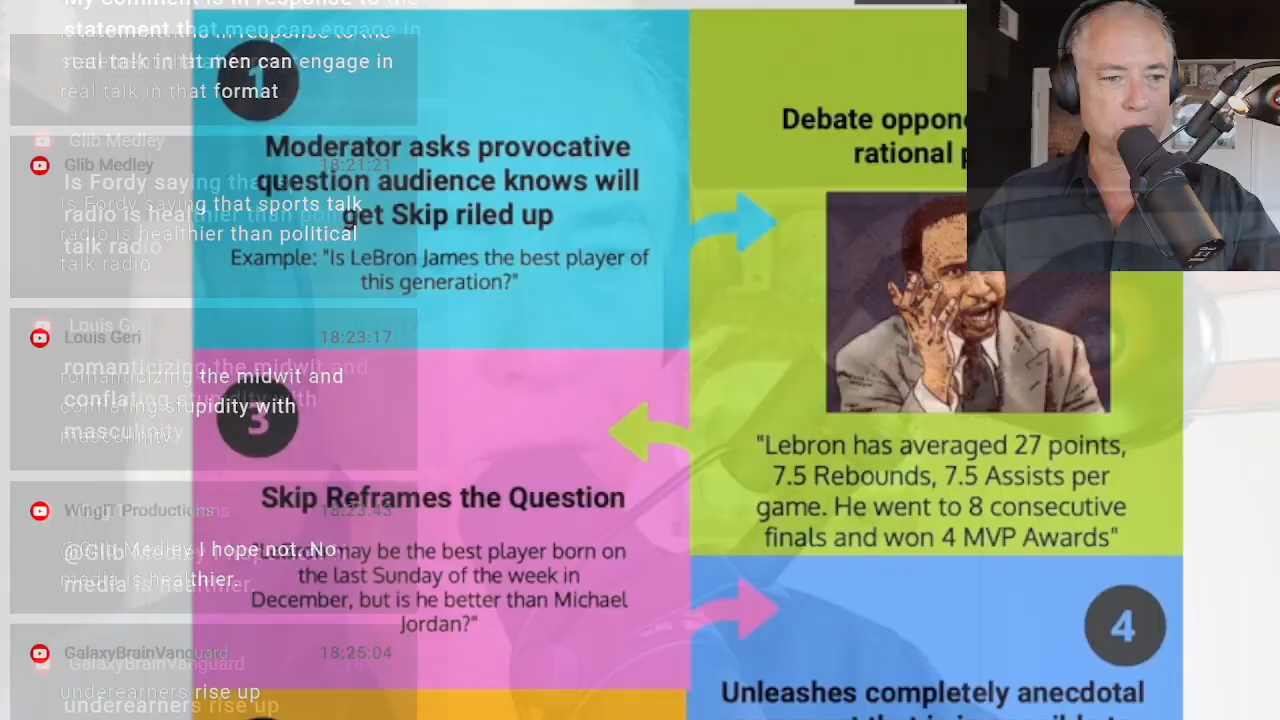 My comment is in response to the
statement that men can engage in
real talk in that format
Glib Medley
18:21:21
Is Fordy saying that sports talk
radio is healthier than political
talk radio
Louis Geri
18:23:17
romanticizing the midwit and
conflating stupidity with
masculinity
WingIT Productions
18:23:43
@Glib Medley I hope not. No
media is healthier.
GalaxyBrainVanguard
18:25:04
underearners rise up
1
Moderator asks provocative
question audience knows will
get Skip riled up
Example: "Is LeBron James the best player of
this generation?"
Debate
rational
"Lebron has averaged 27 points,
7.5 Rebounds, 7.5 Assists per
game. He went to 8 consecutive
finals and won 4 MVP Awards"
3
Skip Reframes the Question
may be the best player born on
the last Sunday of the week in
December, but is he better than Michael
Jordan?"
4
Unleashes completely anecdotal